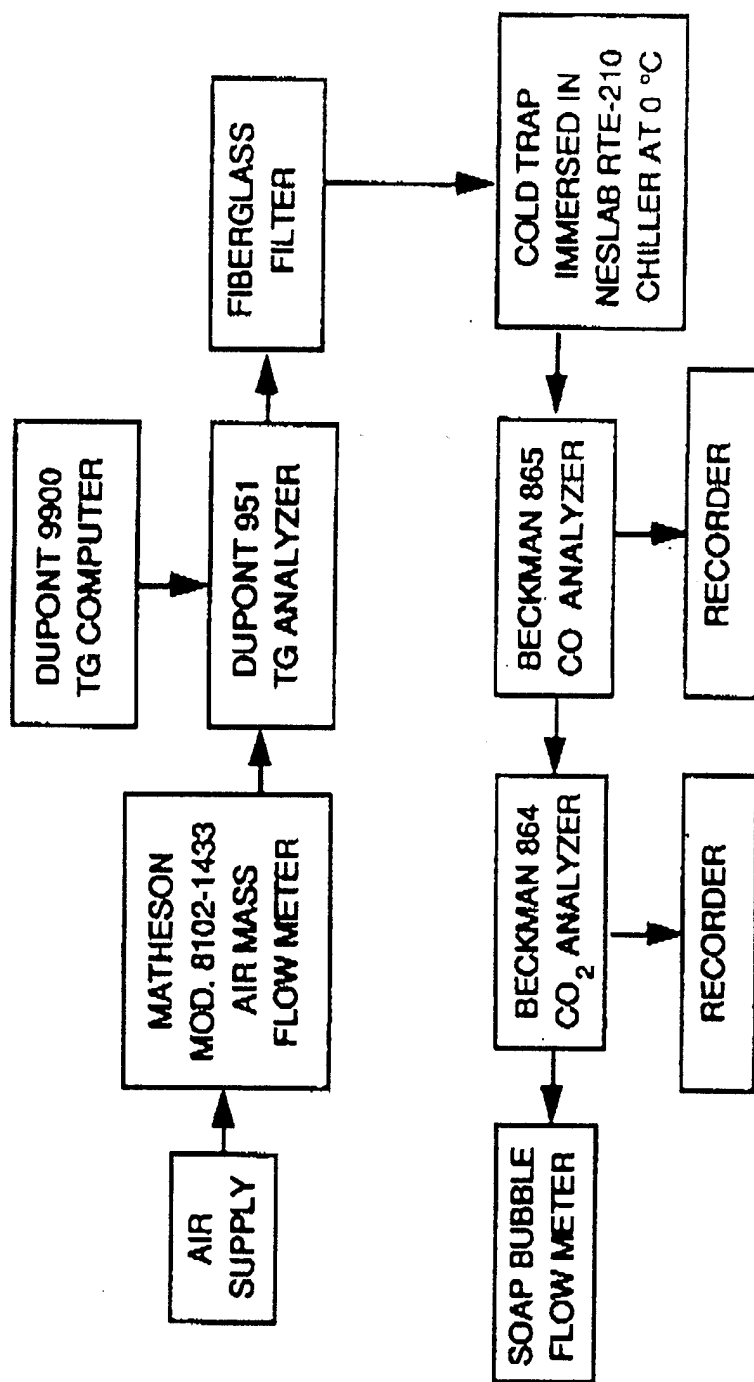 AIR
SUPPLY
MATHESON
MOD. 8102-1433
AIR MASS
FLOW METER
DUPONT 9900
TG COMPUTER
DUPONT 951
TG ANALYZER
FIBERGLASS
FILTER
COLD TRAP
IMMERSED IN
NESLAB RTE-210
CHILLER AT 0 °C
BECKMAN 865
CO ANALYZER
RECORDER
BECKMAN 864
CO₂ ANALYZER
RECORDER
SOAP BUBBLE
FLOW METER